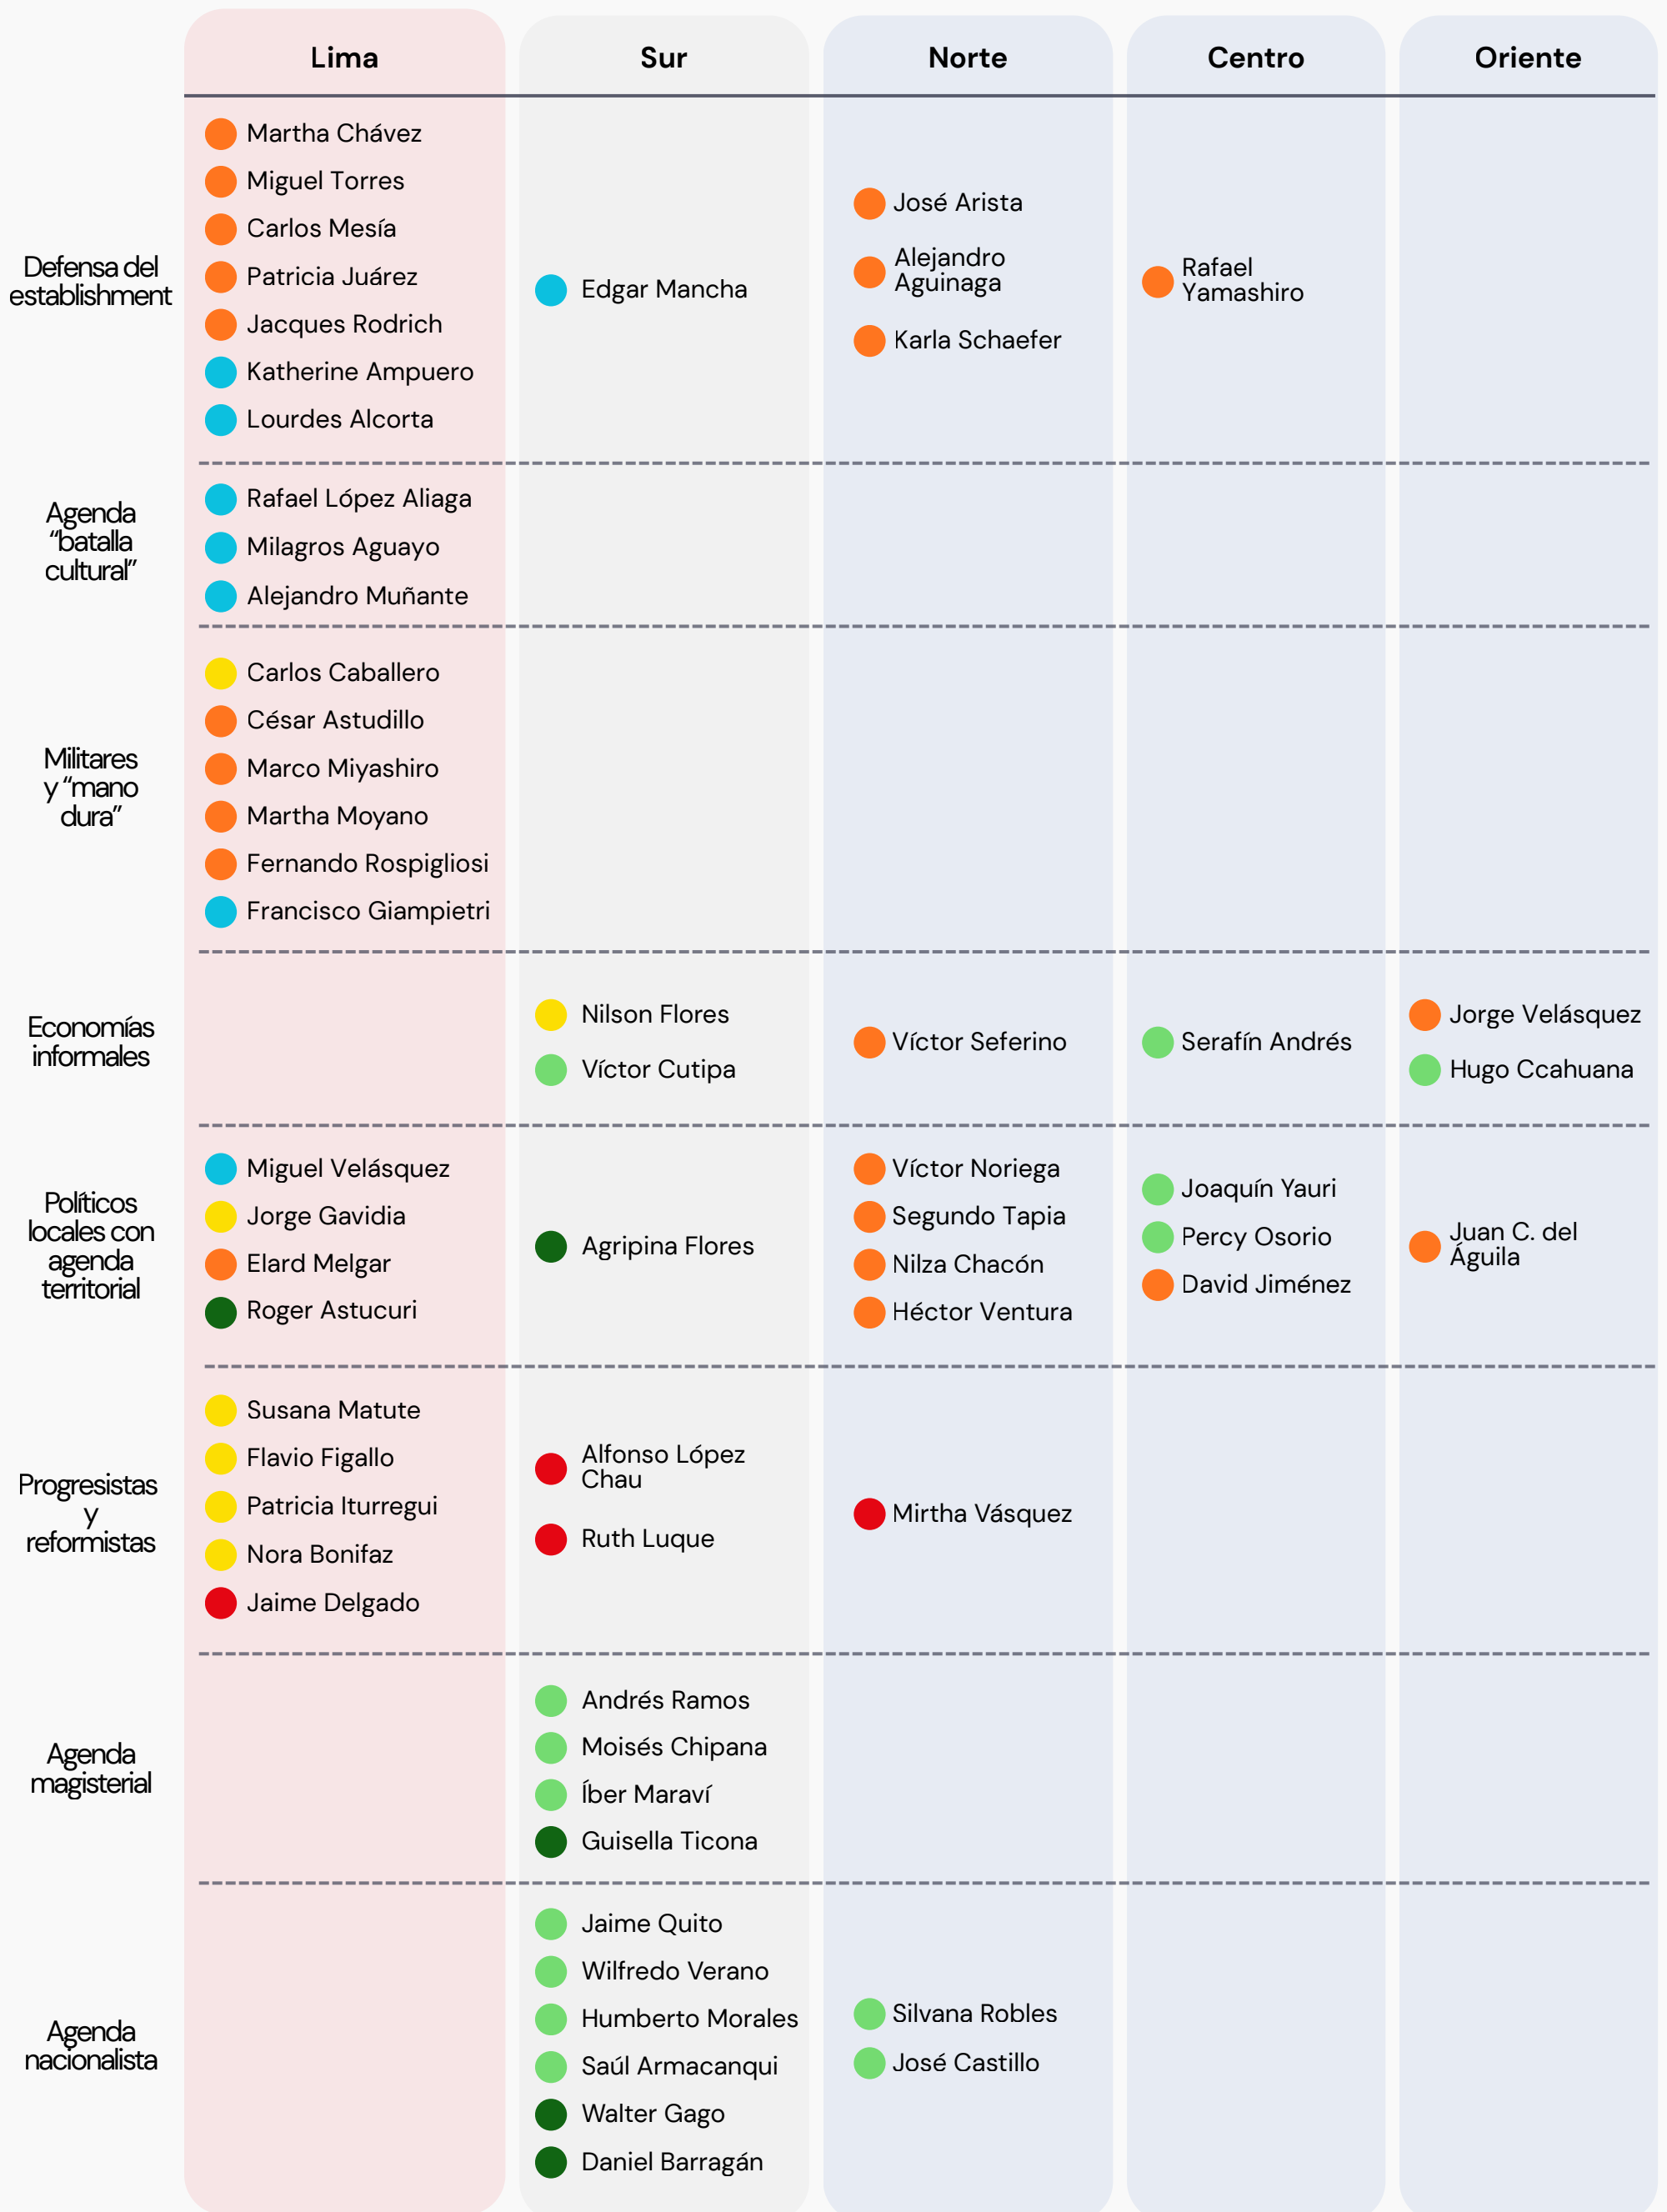 Lima
Sur
Norte
Centro
Oriente
Defensa del
establishment
Martha Chávez
Miguel Torres
Carlos Mesía
Patricia Juárez
Jacques Rodrich
Katherine Ampuero
Lourdes Alcorta
Edgar Mancha
José Arista
Alejandro
Aguinaga
Karla Schaefer
Rafael
Yamashiro
Agenda
“batalla
cultural”
Rafael López Aliaga
Milagros Aguayo
Alejandro Muñante
Militares
y “mano
dura”
Carlos Caballero
César Astudillo
Marco Miyashiro
Martha Moyano
Fernando Rospigliosi
Francisco Giampietri
Economías
informales
Nilson Flores
Víctor Cutipa
Víctor Seferino
Serafín Andrés
Jorge Velásquez
Hugo Ccahuana
Políticos
locales con
agenda
territorial
Miguel Velásquez
Jorge Gavidia
Elard Melgar
Roger Astucuri
Agripina Flores
Víctor Noriega
Segundo Tapia
Nilza Chacón
Héctor Ventura
Joaquín Yauri
Percy Osorio
David Jiménez
Juan C. del
Águila
Progresistas
y
reformistas
Susana Matute
Flavio Figallo
Patricia Iturregui
Nora Bonifaz
Jaime Delgado
Alfonso López
Chau
Ruth Luque
Mirtha Vásquez
Agenda
magisterial
Andrés Ramos
Moisés Chipana
Íber Maraví
Guisella Ticona
Agenda
nacionalista
Jaime Quito
Wilfredo Verano
Humberto Morales
Saúl Armacanqui
Walter Gago
Daniel Barragán
Silvana Robles
José Castillo